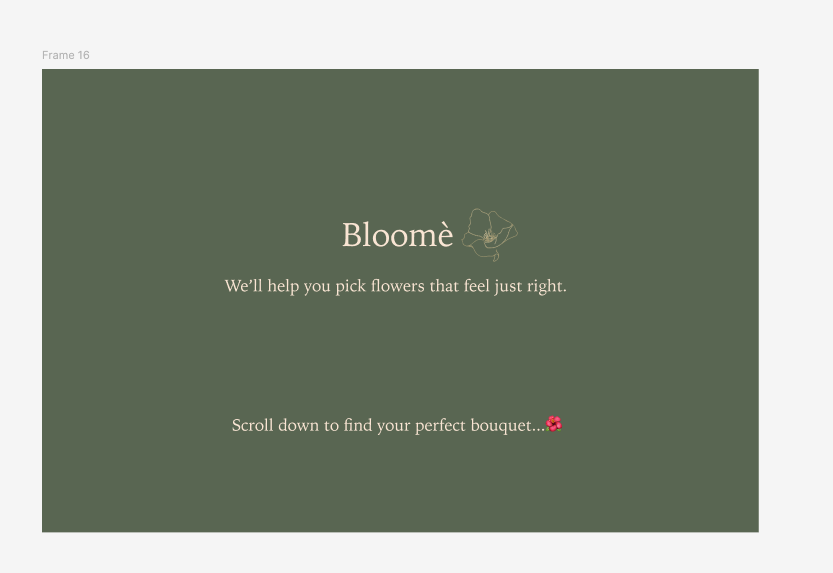 Frame 16
Bloomè
We’ll help you pick flowers that feel just right.
Scroll down to find your perfect bouquet...🌺